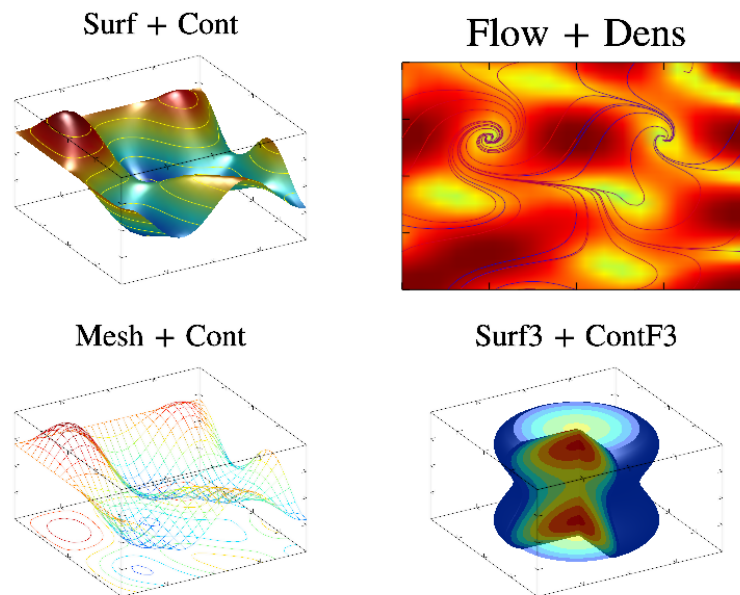 Surf + Cont
Flow + Dens
Mesh + Cont
Surf3 + ContF3